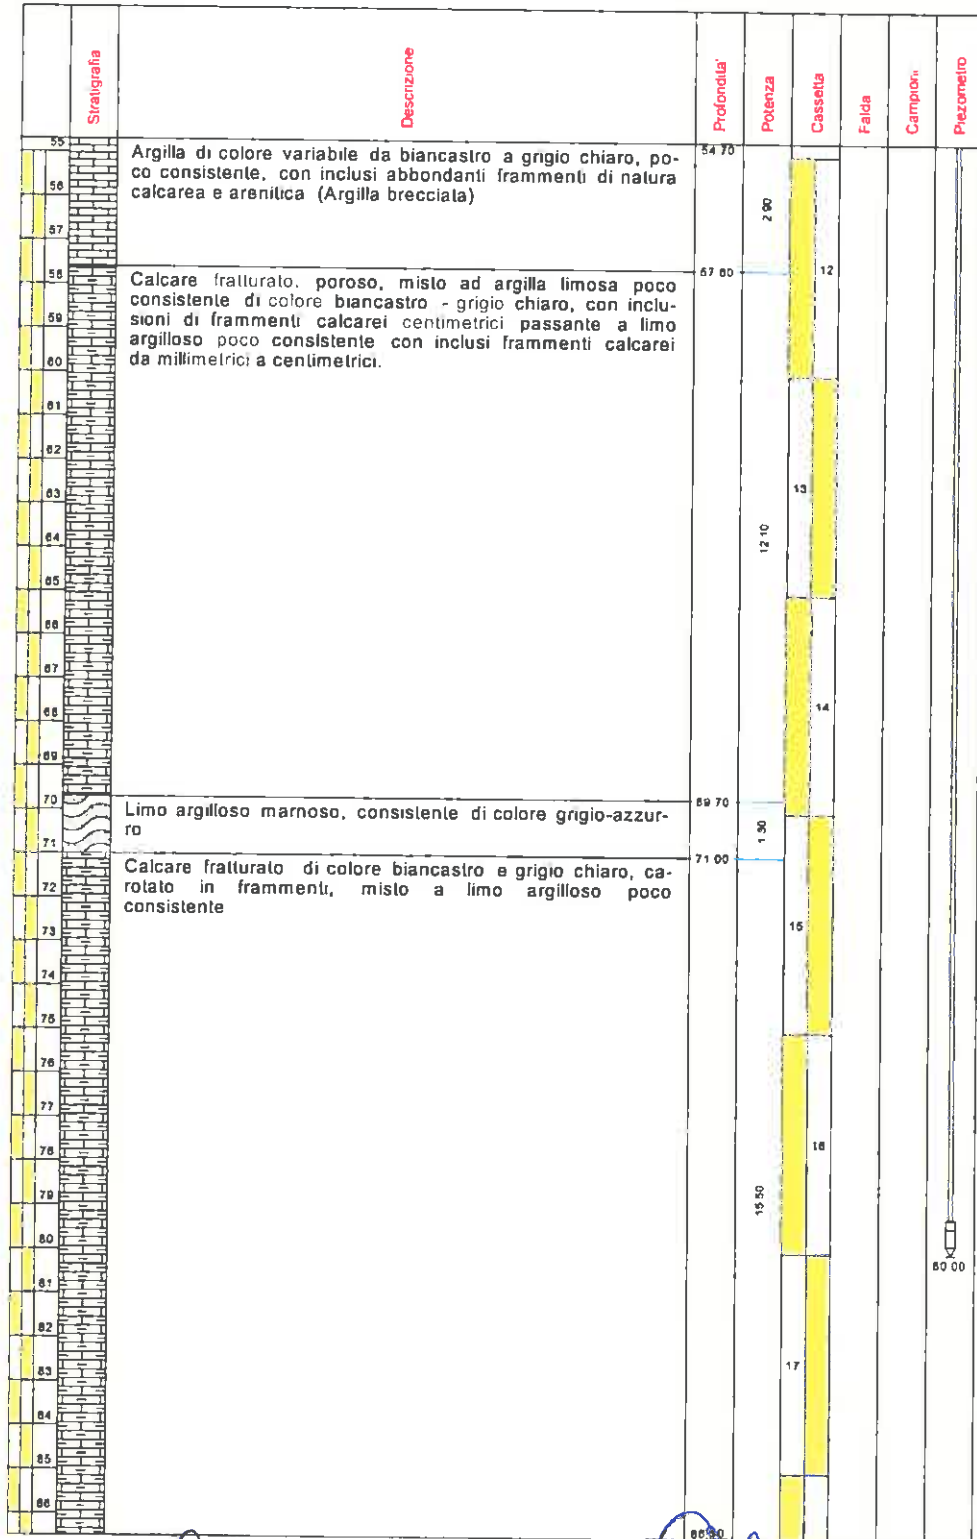 Stratigrafia
Descrizione
Profondita'
Potenza
Cassetta
Falda
Campioni
Piezometro
54 70
Argilla di colore variabile da biancastro a grigio chiaro, po-
co consistente, con inclusi abbondanti frammenti di natura
calcarea e arenitica (Argilla brecciata)
2 90
57 60
12
Calcare fratturato, poroso, misto ad argilla limosa poco
consistente di colore biancastro - grigio chiaro, con inclu-
sioni di frammenti calcarei centimetrici passante a limo
argilloso poco consistente con inclusi frammenti calcarei
da millimetrici a centimetrici.
13
12 10
14
69 70
Limo argilloso marnoso, consistente di colore grigio-azzur-
ro
1 30
71 00
Calcare fratturato di colore biancastro e grigio chiaro, ca-
rotato in frammenti, misto a limo argilloso poco
consistente
15
16
15 50
80 00
17
55
56
57
58
59
60
61
62
63
64
65
66
67
68
69
70
71
72
73
74
75
76
77
78
79
80
81
82
83
84
85
86